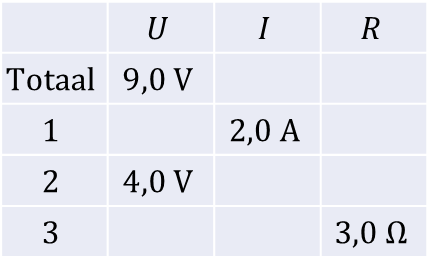 U I R
Totaal 9,0 V
1 2,0 A
2 4,0 V
3 3,0 Ω